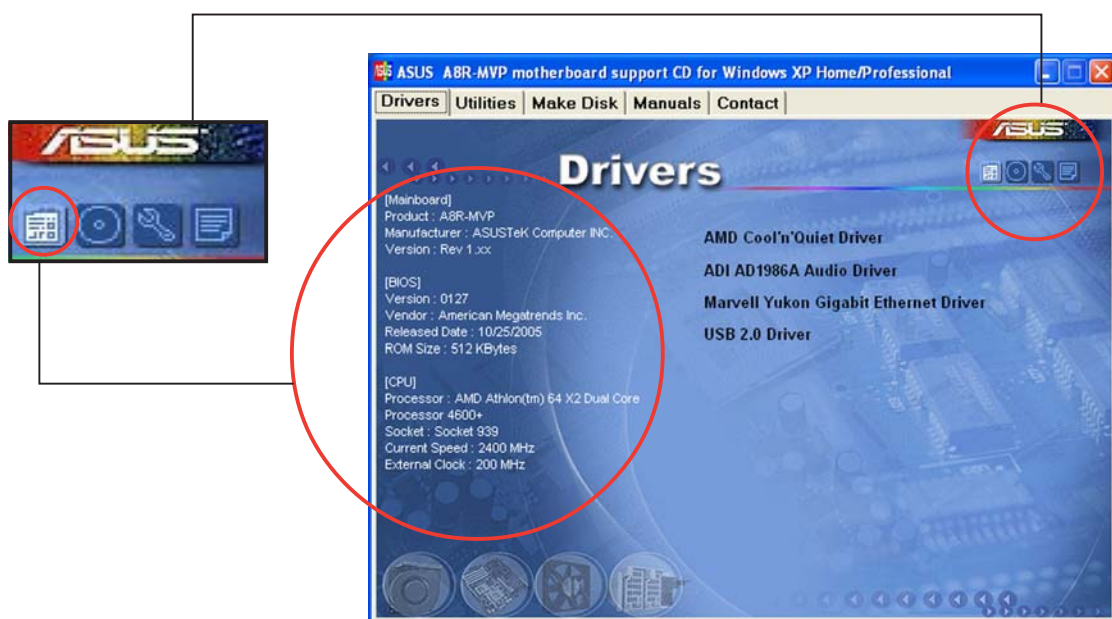 ASUS A8R-MVP motherboard support CD for Windows XP Home/Professional
Drivers Utilities Make Disk Manuals Contact
ASUS
ASUS
Drivers
[Mainboard]
Product : A8R-MVP
Manufacturer : ASUSTeK Computer INC.
Version : Rev 1.xx
[BIOS]
Version : 0127
Vendor : American Megatrends Inc.
Released Date : 10/25/2005
ROM Size : 512 KBytes
[CPU]
Processor : AMD Athlon(tm) 64 X2 Dual Core
Processor 4600+
Socket : Socket 939
Current Speed : 2400 MHz
External Clock : 200 MHz
AMD Cool'n'Quiet Driver
ADI AD1986A Audio Driver
Marvell Yukon Gigabit Ethernet Driver
USB 2.0 Driver